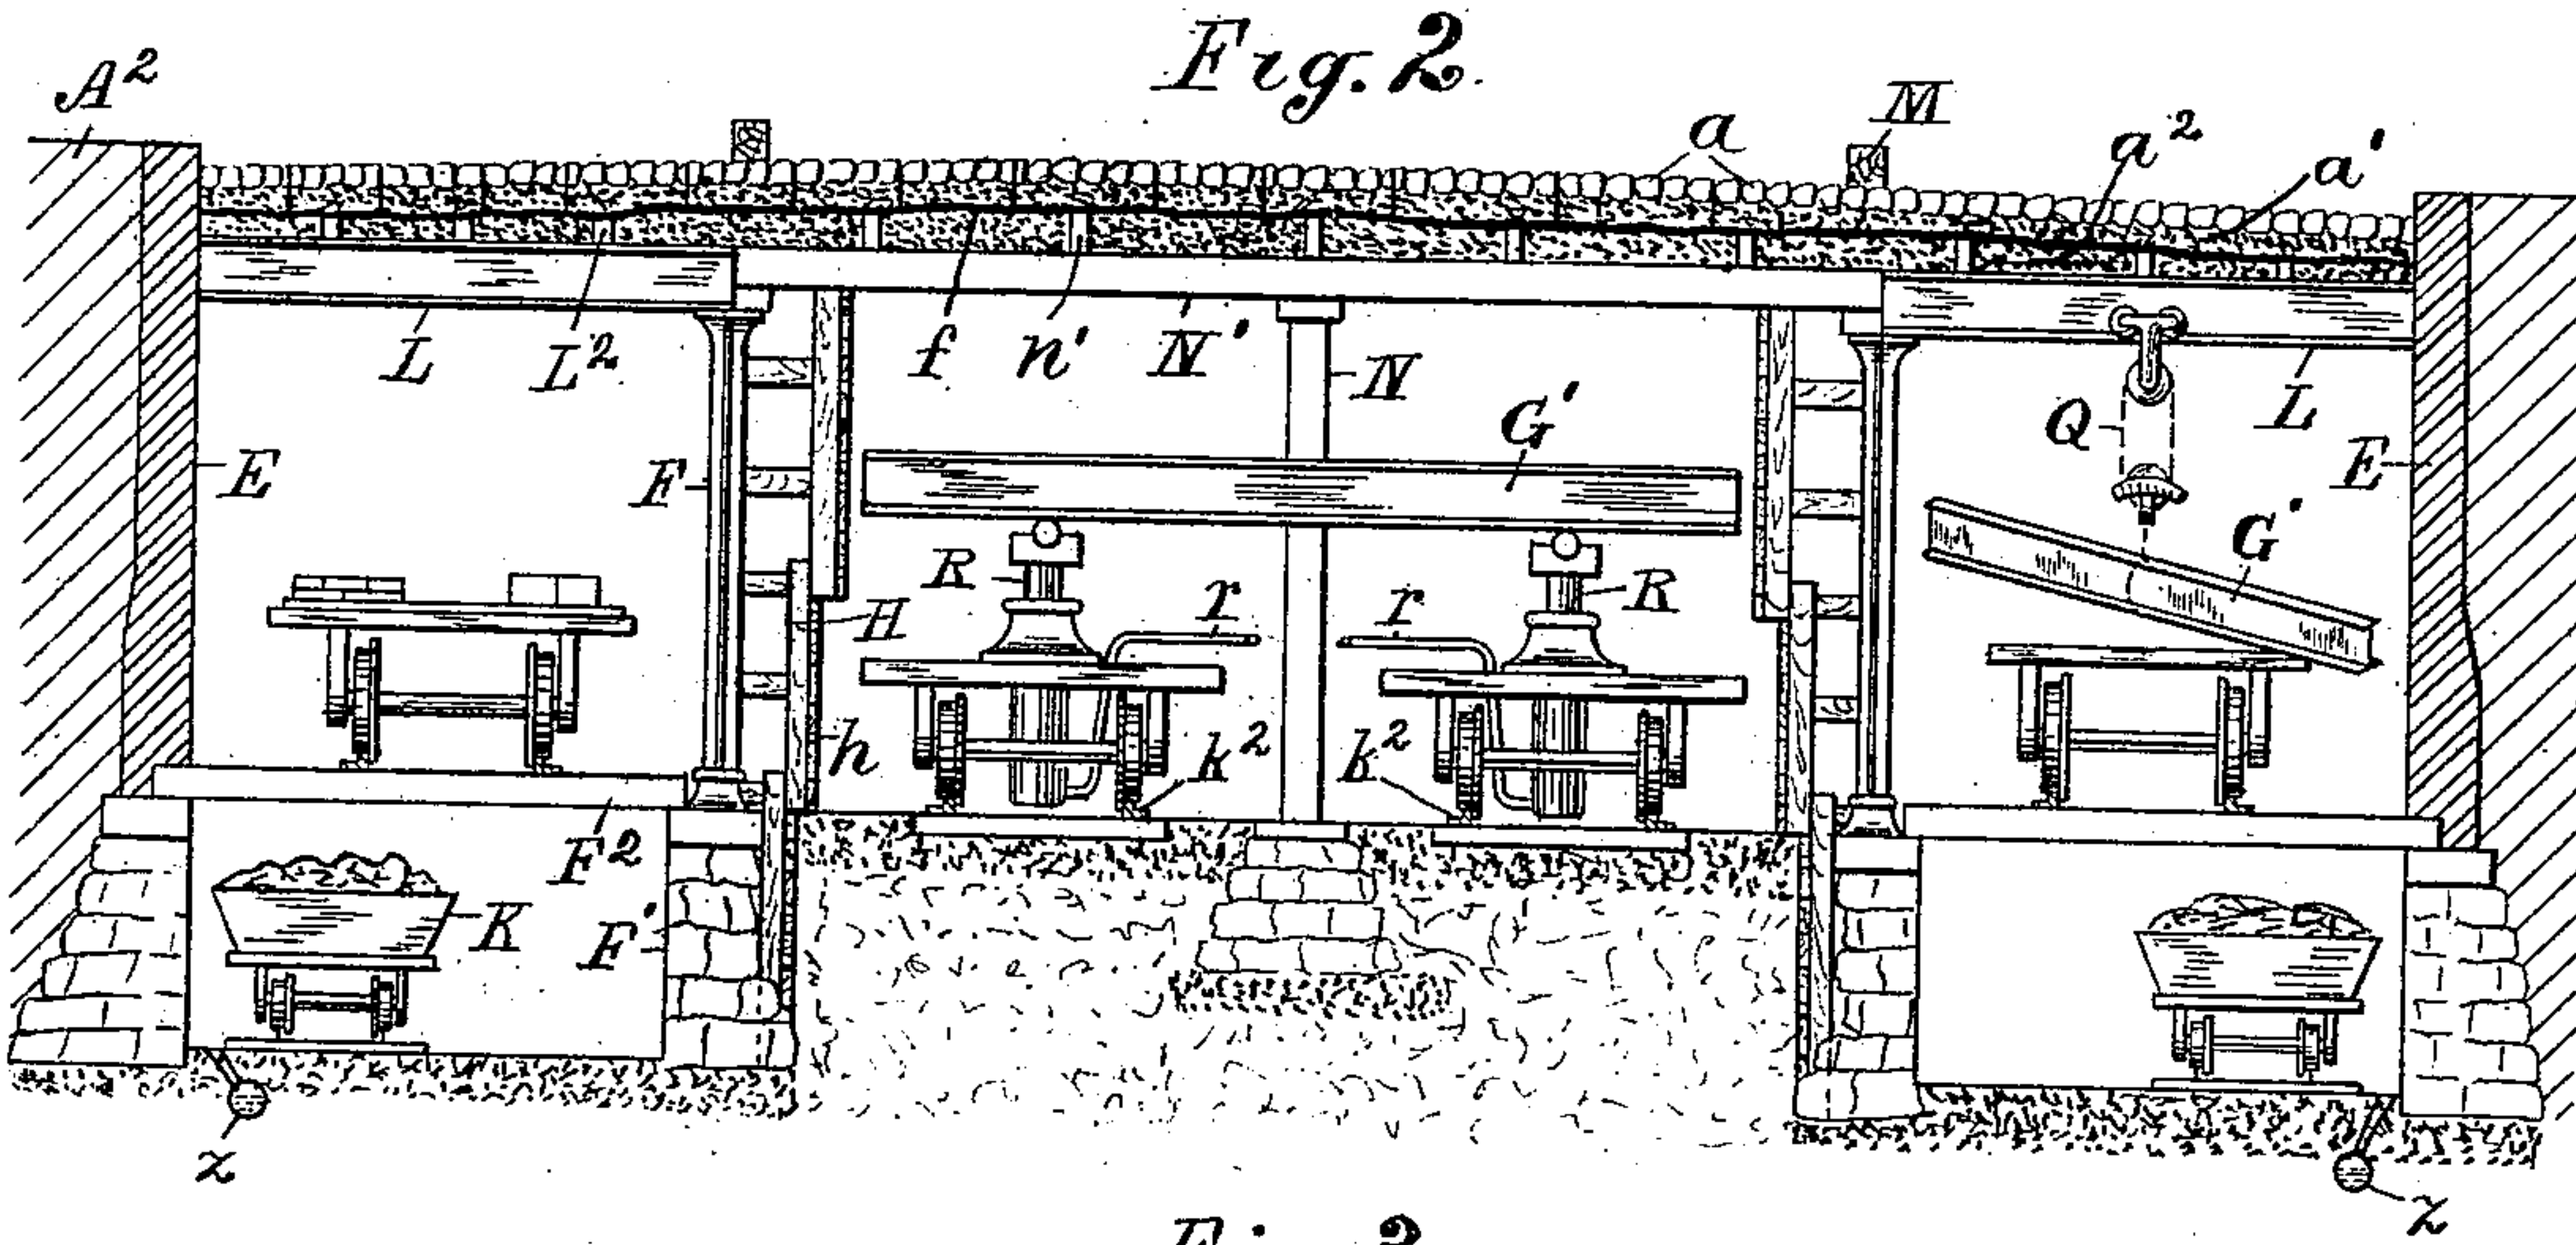 Fig. 2
A² M
a a² a'
L L² f n' N' N L
G' Q
E F E
R r r R G'
H
h k² k²
F²
K F'
z z